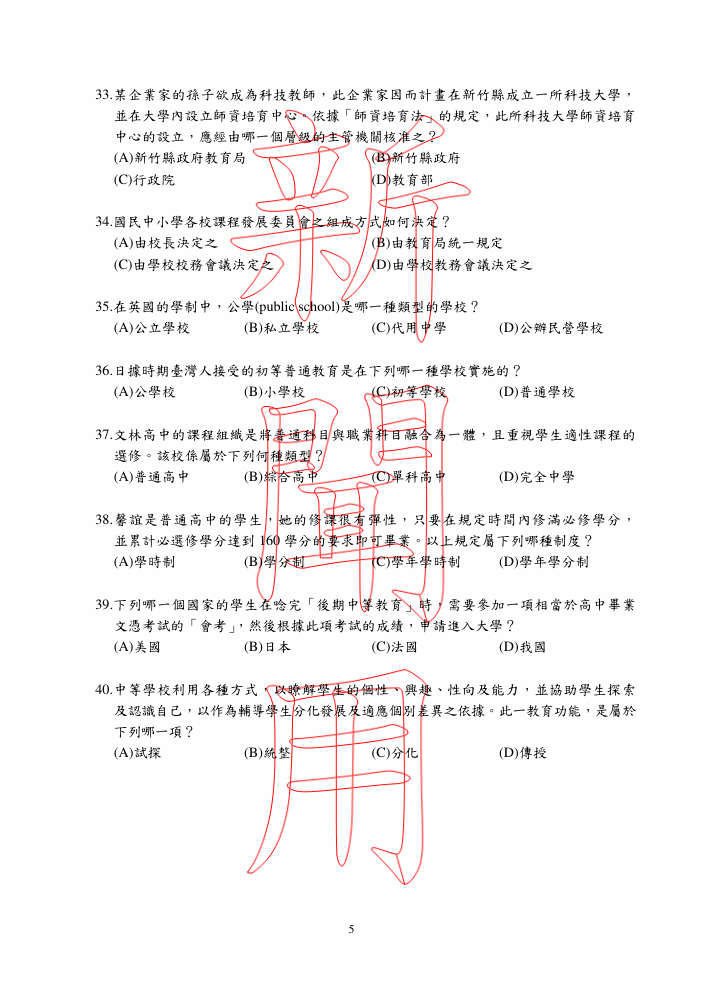 33.某企業家的孫子欲成為科技教師，此企業家因而計畫在新竹縣成立一所科技大學，
並在大學內設立師資培育中心。依據「師資培育法」的規定，此所科技大學師資培育
中心的設立，應經由哪一個層級的主管機關核准之？
(A)新竹縣政府教育局 (B)新竹縣政府
(C)行政院 (D)教育部
34.國民中小學各校課程發展委員會之組成方式如何決定？
(A)由校長決定之 (B)由教育局統一規定
(C)由學校校務會議決定之 (D)由學校教務會議決定之
35.在英國的學制中，公學(public school)是哪一種類型的學校？
(A)公立學校 (B)私立學校 (C)代用中學 (D)公辦民營學校
36.日據時期臺灣人接受的初等普通教育是在下列哪一種學校實施的？
(A)公學校 (B)小學校 (C)初等學校 (D)普通學校
37.文林高中的課程組織是將普通科目與職業科目融合為一體，且重視學生適性課程的
選修。該校係屬於下列何種類型？
(A)普通高中 (B)綜合高中 (C)單科高中 (D)完全中學
38.馨誼是普通高中的學生，她的修課很有彈性，只要在規定時間內修滿必修學分，
並累計必選修學分達到 160 學分的要求即可畢業。以上規定屬下列哪種制度？
(A)學時制 (B)學分制 (C)學年學時制 (D)學年學分制
39.下列哪一個國家的學生在唸完「後期中等教育」時，需要參加一項相當於高中畢業
文憑考試的「會考」，然後根據此項考試的成績，申請進入大學？
(A)美國 (B)日本 (C)法國 (D)我國
40.中等學校利用各種方式，以瞭解學生的個性、興趣、性向及能力，並協助學生探索
及認識自己，以作為輔導學生分化發展及適應個別差異之依據。此一教育功能，是屬於
下列哪一項？
(A)試探 (B)統整 (C)分化 (D)傳授
5
新聞用